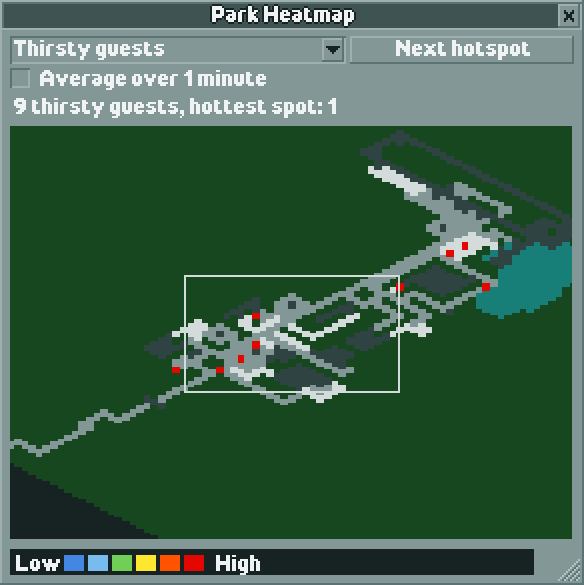 Park Heatmap
Thirsty guests
Next hotspot
Average over 1 minute
9 thirsty guests, hottest spot: 1
Low
High